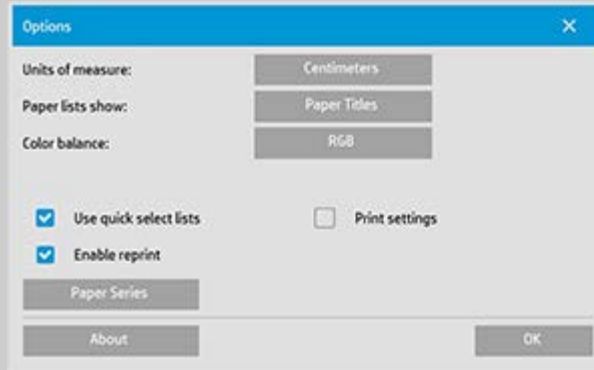 Options
Units of measure: Centimeters
Paper lists show: Paper Titles
Color balance: RGB
Use quick select lists Print settings
Enable reprint
Paper Series
About OK